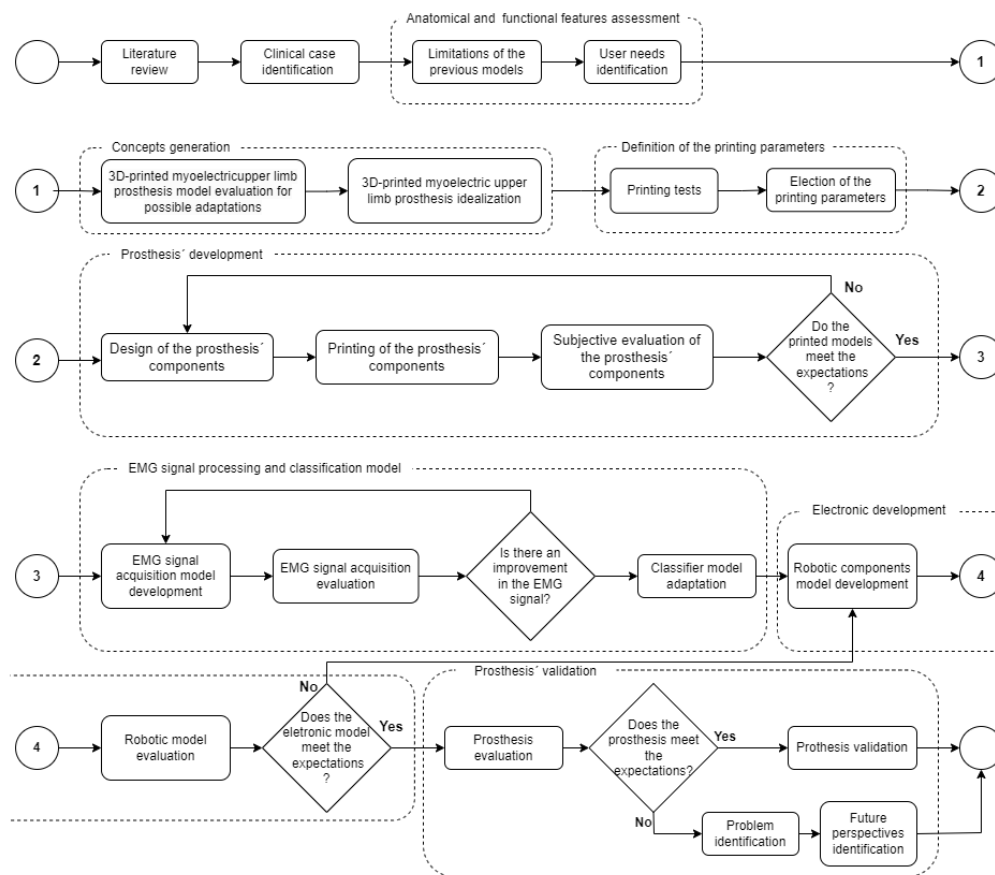 Anatomical and functional features assessment
Literature
review
Clinical case
identification
Limitations of the
previous models
User needs
identification
1
Concepts generation
Definition of the printing parameters
1
3D-printed myoelectricupper limb
prosthesis model evaluation for
possible adaptations
3D-printed myoelectric upper
limb prosthesis idealization
Printing tests
Election of the
printing parameters
2
Prosthesis´ development
No
2
Design of the prosthesis´
components
Printing of the prosthesis´
components
Subjective evaluation of
the prosthesis´
components
Do the
printed models
meet the
expectations
?
Yes
3
EMG signal processing and classification model
Electronic development
3
EMG signal
acquisition model
development
EMG signal acquisition
evaluation
Is there an
improvement
in the EMG
signal?
Classifier model
adaptation
Robotic components
model development
4
Prosthesis´ validation
No
4
Robotic model
evaluation
Does the
eletronic model
meet the
expectations
?
Yes
Prosthesis
evaluation
Does the
prosthesis meet
the
expectations?
Yes
Prothesis validation
No
Problem
identification
Future
perspectives
identification